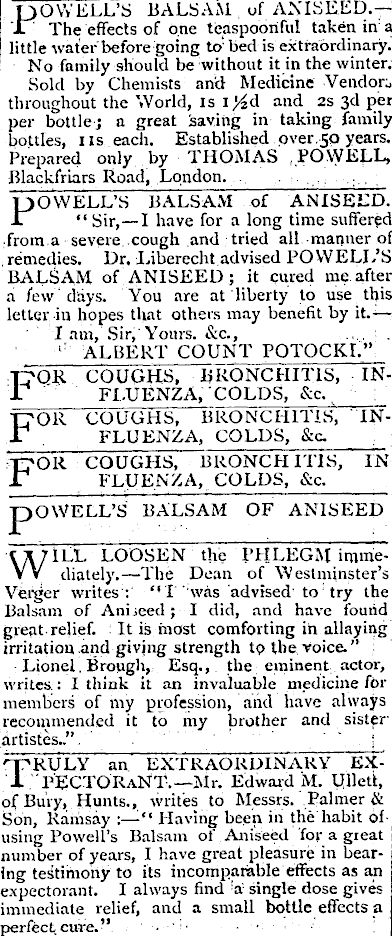 POWELL'S BALSAM of ANISEED.—
The effects of one teaspoonful taken in a
little water before going to bed is extraordinary.
No family should be without it in the winter.
Sold by Chemists and Medicine Vendors
throughout the World, 1s 1½d and 2s 3d per
per bottle; a great saving in taking family
bottles, 11s each. Established over 50 years.
Prepared only by THOMAS POWELL,
Blackfriars Road, London.
POWELL'S BALSAM of ANISEED.
"Sir,—I have for a long time suffered
from a severe cough and tried all manner of
remedies. Dr. Liberecht advised POWELL'S
BALSAM of ANISEED; it cured me after
a few days. You are at liberty to use this
letter in hopes that others may benefit by it.—
I am, Sir, Yours. &c.,
ALBERT COUNT POTOCKI."
FOR COUGHS, BRONCHITIS, IN-
FLUENZA, COLDS, &c.
FOR COUGHS, BRONCHITIS, IN-
FLUENZA, COLDS, &c.
FOR COUGHS, BRONCHITIS, IN
FLUENZA, COLDS, &c.
POWELL'S BALSAM OF ANISEED
WILL LOOSEN the PHLEGM imme-
diately.—The Dean of Westminster's
Verger writes: "I was advised to try the
Balsam of Aniseed; I did, and have found
great relief. It is most comforting in allaying
irritation and giving strength to the voice."
Lionel Brough, Esq., the eminent actor,
writes: I think it an invaluable medicine for
members of my profession, and have always
recommended it to my brother and sister
artistes."
TRULY an EXTRAORDINARY EX-
PECTORANT.—Mr. Edward M. Ullett,
of Bury, Hunts., writes to Messrs. Palmer &
Son, Ramsay:—"Having been in the habit of
using Powell's Balsam of Aniseed for a great
number of years, I have great pleasure in bear-
ing testimony to its incomparable effects as an
expectorant. I always find a single dose gives
immediate relief, and a small bottle effects a
perfect cure."